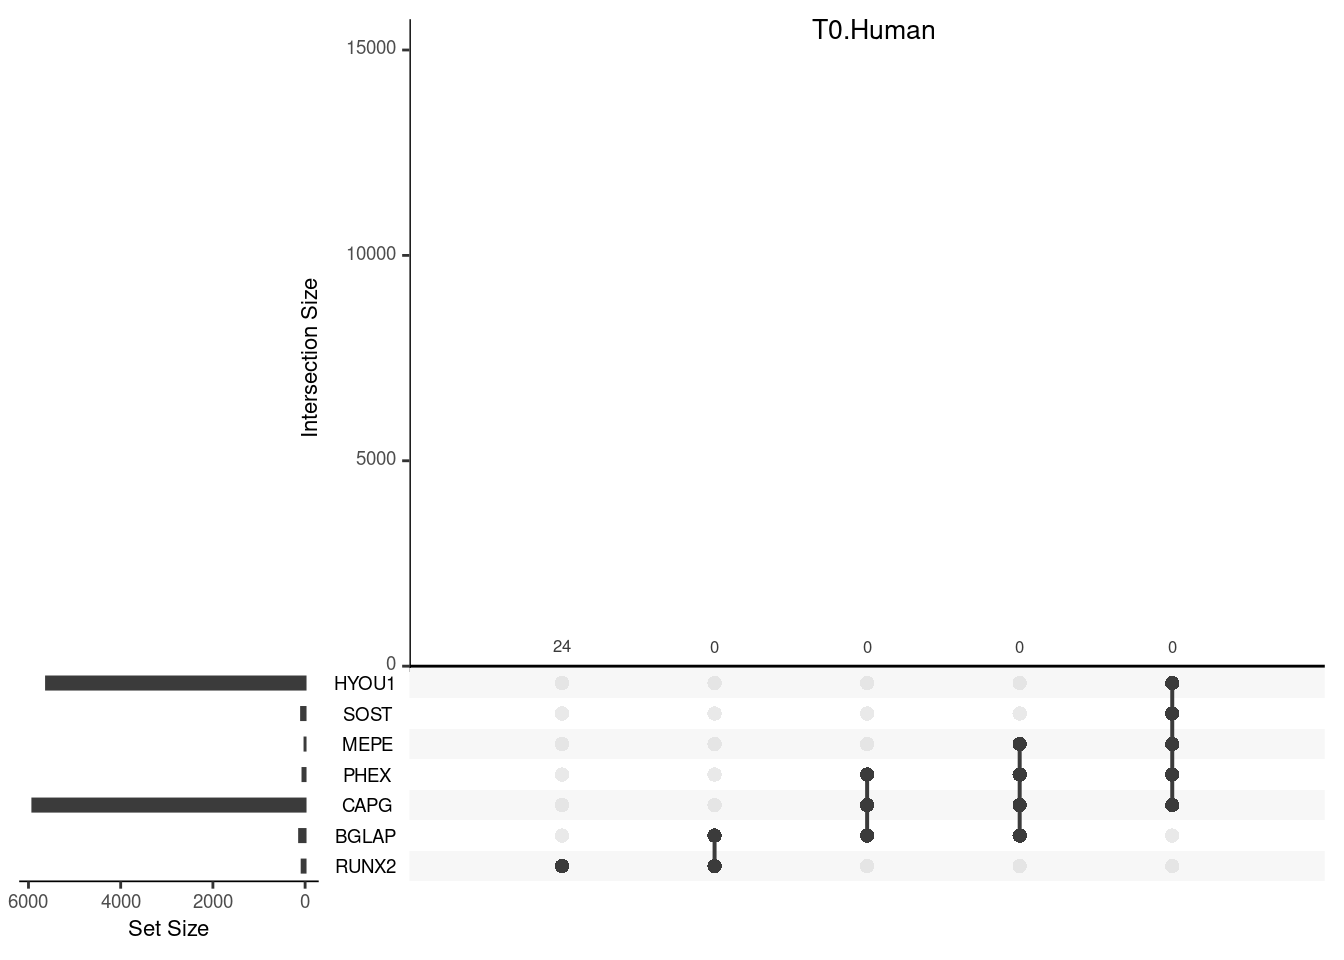 T0.Human
15000
10000
5000
0
Intersection Size
24 0 0 0 0
HYOU1
SOST
MEPE
PHEX
CAPG
BGLAP
RUNX2
6000 4000 2000 0
Set Size